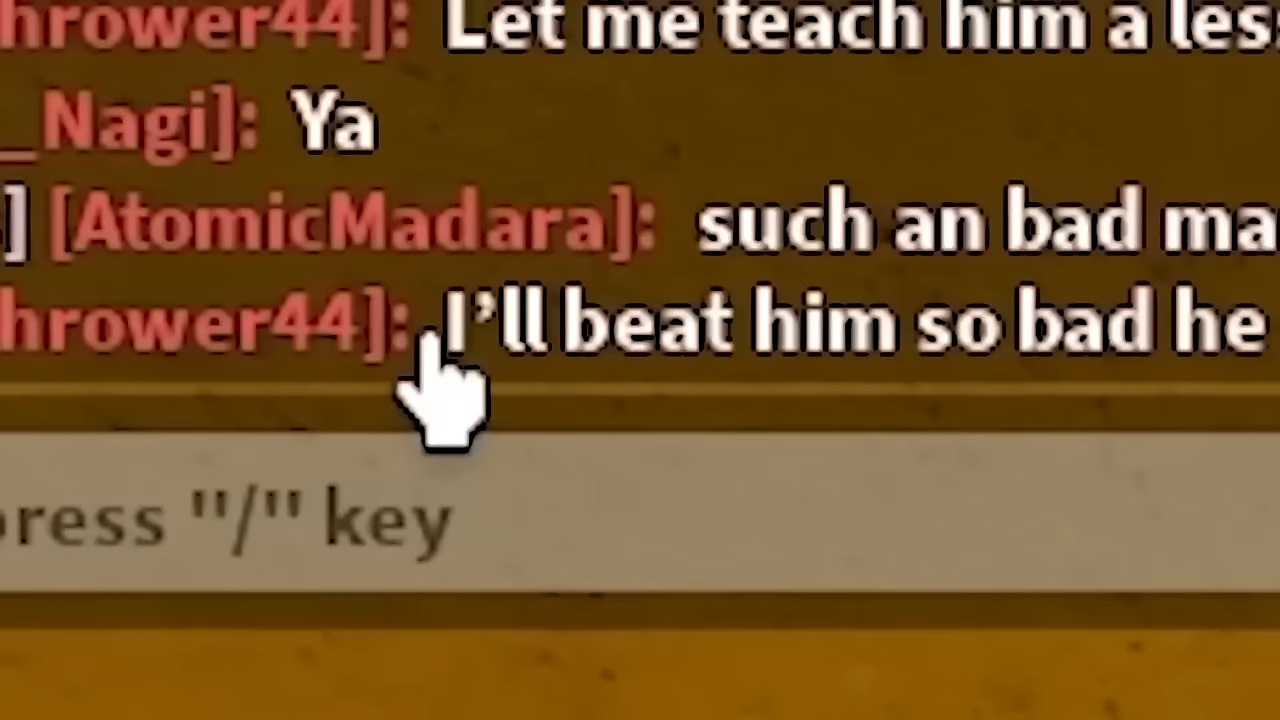 hrower44]: Let me teach him a les
_Nagi]: Ya
] [AtomicMadara]: such an bad ma
hrower44]: I’ll beat him so bad he
press "/" key